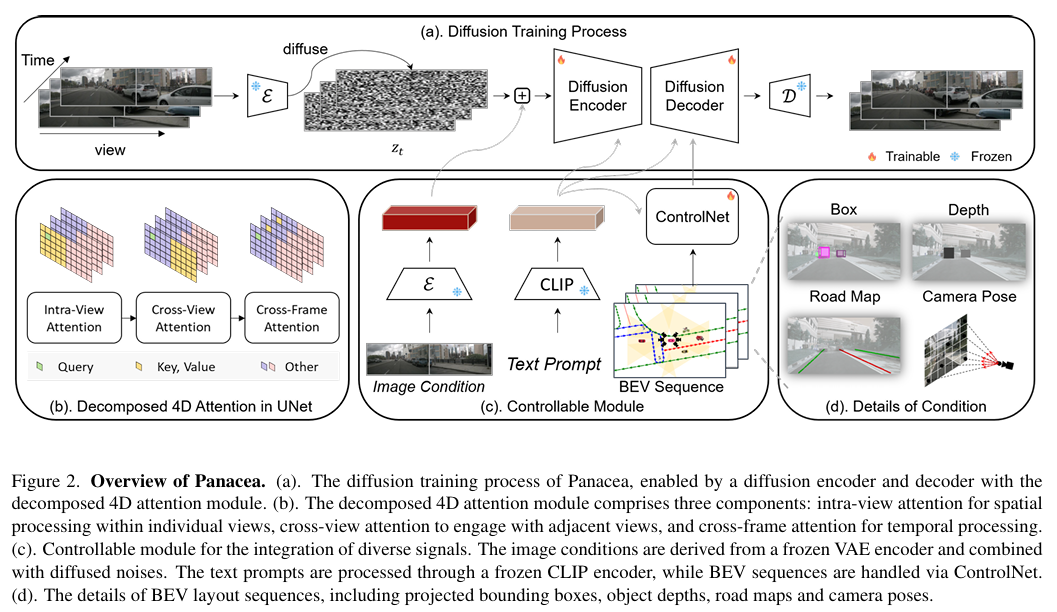 (a). Diffusion Training Process
Time
diffuse
ℰ
Diffusion
Encoder
Diffusion
Decoder
𝒟
view
z_t
Trainable
Frozen
Intra-View
Attention
Cross-View
Attention
Cross-Frame
Attention
Query
Key, Value
Other
(b). Decomposed 4D Attention in UNet
ControlNet
ℰ
CLIP
Image Condition
Text Prompt
BEV Sequence
(c). Controllable Module
Box
Depth
Road Map
Camera Pose
(d). Details of Condition
Figure 2. Overview of Panacea. (a). The diffusion training process of Panacea, enabled by a diffusion encoder and decoder with the
decomposed 4D attention module. (b). The decomposed 4D attention module comprises three components: intra-view attention for spatial
processing within individual views, cross-view attention to engage with adjacent views, and cross-frame attention for temporal processing.
(c). Controllable module for the integration of diverse signals. The image conditions are derived from a frozen VAE encoder and combined
with diffused noises. The text prompts are processed through a frozen CLIP encoder, while BEV sequences are handled via ControlNet.
(d). The details of BEV layout sequences, including projected bounding boxes, object depths, road maps and camera poses.